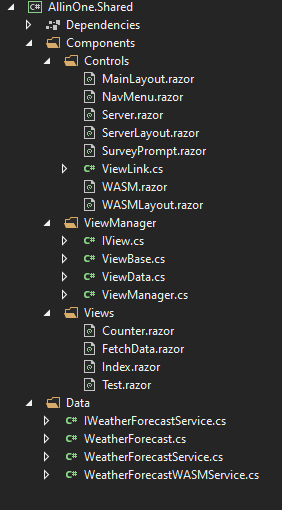 C# AllinOne.Shared
Dependencies
Components
Controls
MainLayout.razor
NavMenu.razor
Server.razor
ServerLayout.razor
SurveyPrompt.razor
C# ViewLink.cs
WASM.razor
WASMLayout.razor
ViewManager
C# IView.cs
C# ViewBase.cs
C# ViewData.cs
C# ViewManager.cs
Views
Counter.razor
FetchData.razor
Index.razor
Test.razor
Data
C# IWeatherForecastService.cs
C# WeatherForecast.cs
C# WeatherForecastService.cs
C# WeatherForecastWASMService.cs